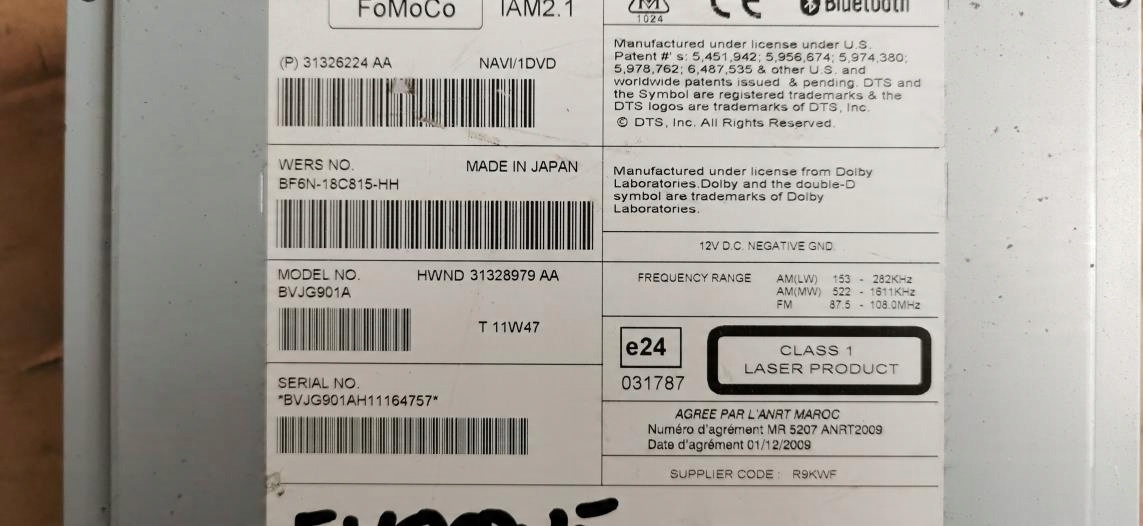 FoMoCo IAM2.1
(P) 31326224 AA NAVI/1DVD
WERS NO. MADE IN JAPAN
BF6N-18C815-HH
MODEL NO. HWND 31328979 AA
BVJG901A
T 11W47
SERIAL NO.
*BVJG901AH11164757*
1024
CE Bluetooth
Manufactured under license under U.S.
Patent #' s: 5,451,942; 5,956,674; 5,974,380;
5,978,762; 6,487,535 & other U.S. and
worldwide patents issued & pending. DTS and
the Symbol are registered trademarks & the
DTS logos are trademarks of DTS, Inc.
© DTS, Inc. All Rights Reserved.
Manufactured under license from Dolby
Laboratories.Dolby and the double-D
symbol are trademarks of Dolby
Laboratories.
12V D.C. NEGATIVE GND.
FREQUENCY RANGE AM(LW) 153 - 282KHz
AM(MW) 522 - 1611KHz
FM 87.5 - 108.0MHz
e24
031787
CLASS 1
LASER PRODUCT
AGREE PAR L'ANRT MAROC
Numéro d'agrément MR 5207 ANRT2009
Date d'agrément 01/12/2009
SUPPLIER CODE : R9KWF